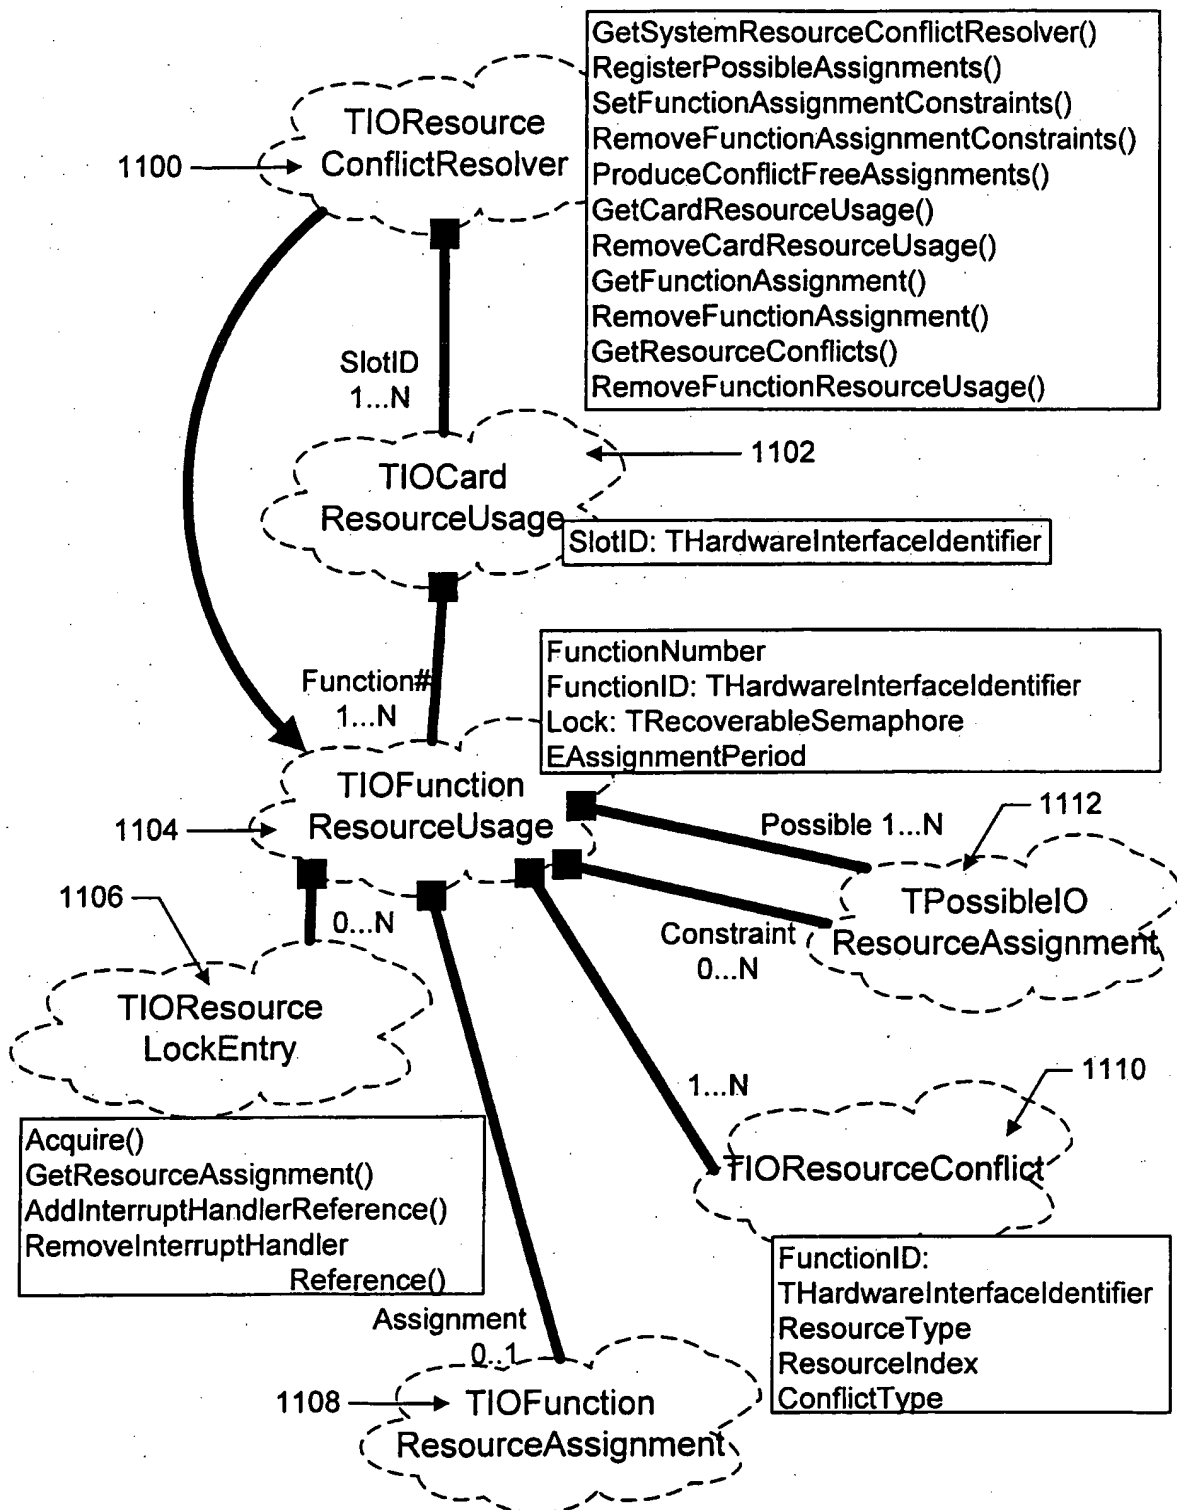 GetSystemResourceConflictResolver()
RegisterPossibleAssignments()
SetFunctionAssignmentConstraints()
RemoveFunctionAssignmentConstraints()
ProduceConflictFreeAssignments()
GetCardResourceUsage()
RemoveCardResourceUsage()
GetFunctionAssignment()
RemoveFunctionAssignment()
GetResourceConflicts()
RemoveFunctionResourceUsage()
TIOResource
ConflictResolver
1100
SlotID
1...N
TIOCard
ResourceUsage
1102
SlotID: THardwareInterfaceIdentifier
Function#
1...N
FunctionNumber
FunctionID: THardwareInterfaceIdentifier
Lock: TRecoverableSemaphore
EAssignmentPeriod
TIOFunction
ResourceUsage
1104
Possible 1...N
1112
TPossibleIO
ResourceAssignment
Constraint
0...N
1106
0...N
TIOResource
LockEntry
Acquire()
GetResourceAssignment()
AddInterruptHandlerReference()
RemoveInterruptHandler
Reference()
1...N
1110
TIOResourceConflict
FunctionID:
THardwareInterfaceIdentifier
ResourceType
ResourceIndex
ConflictType
Assignment
0..1
1108
TIOFunction
ResourceAssignment